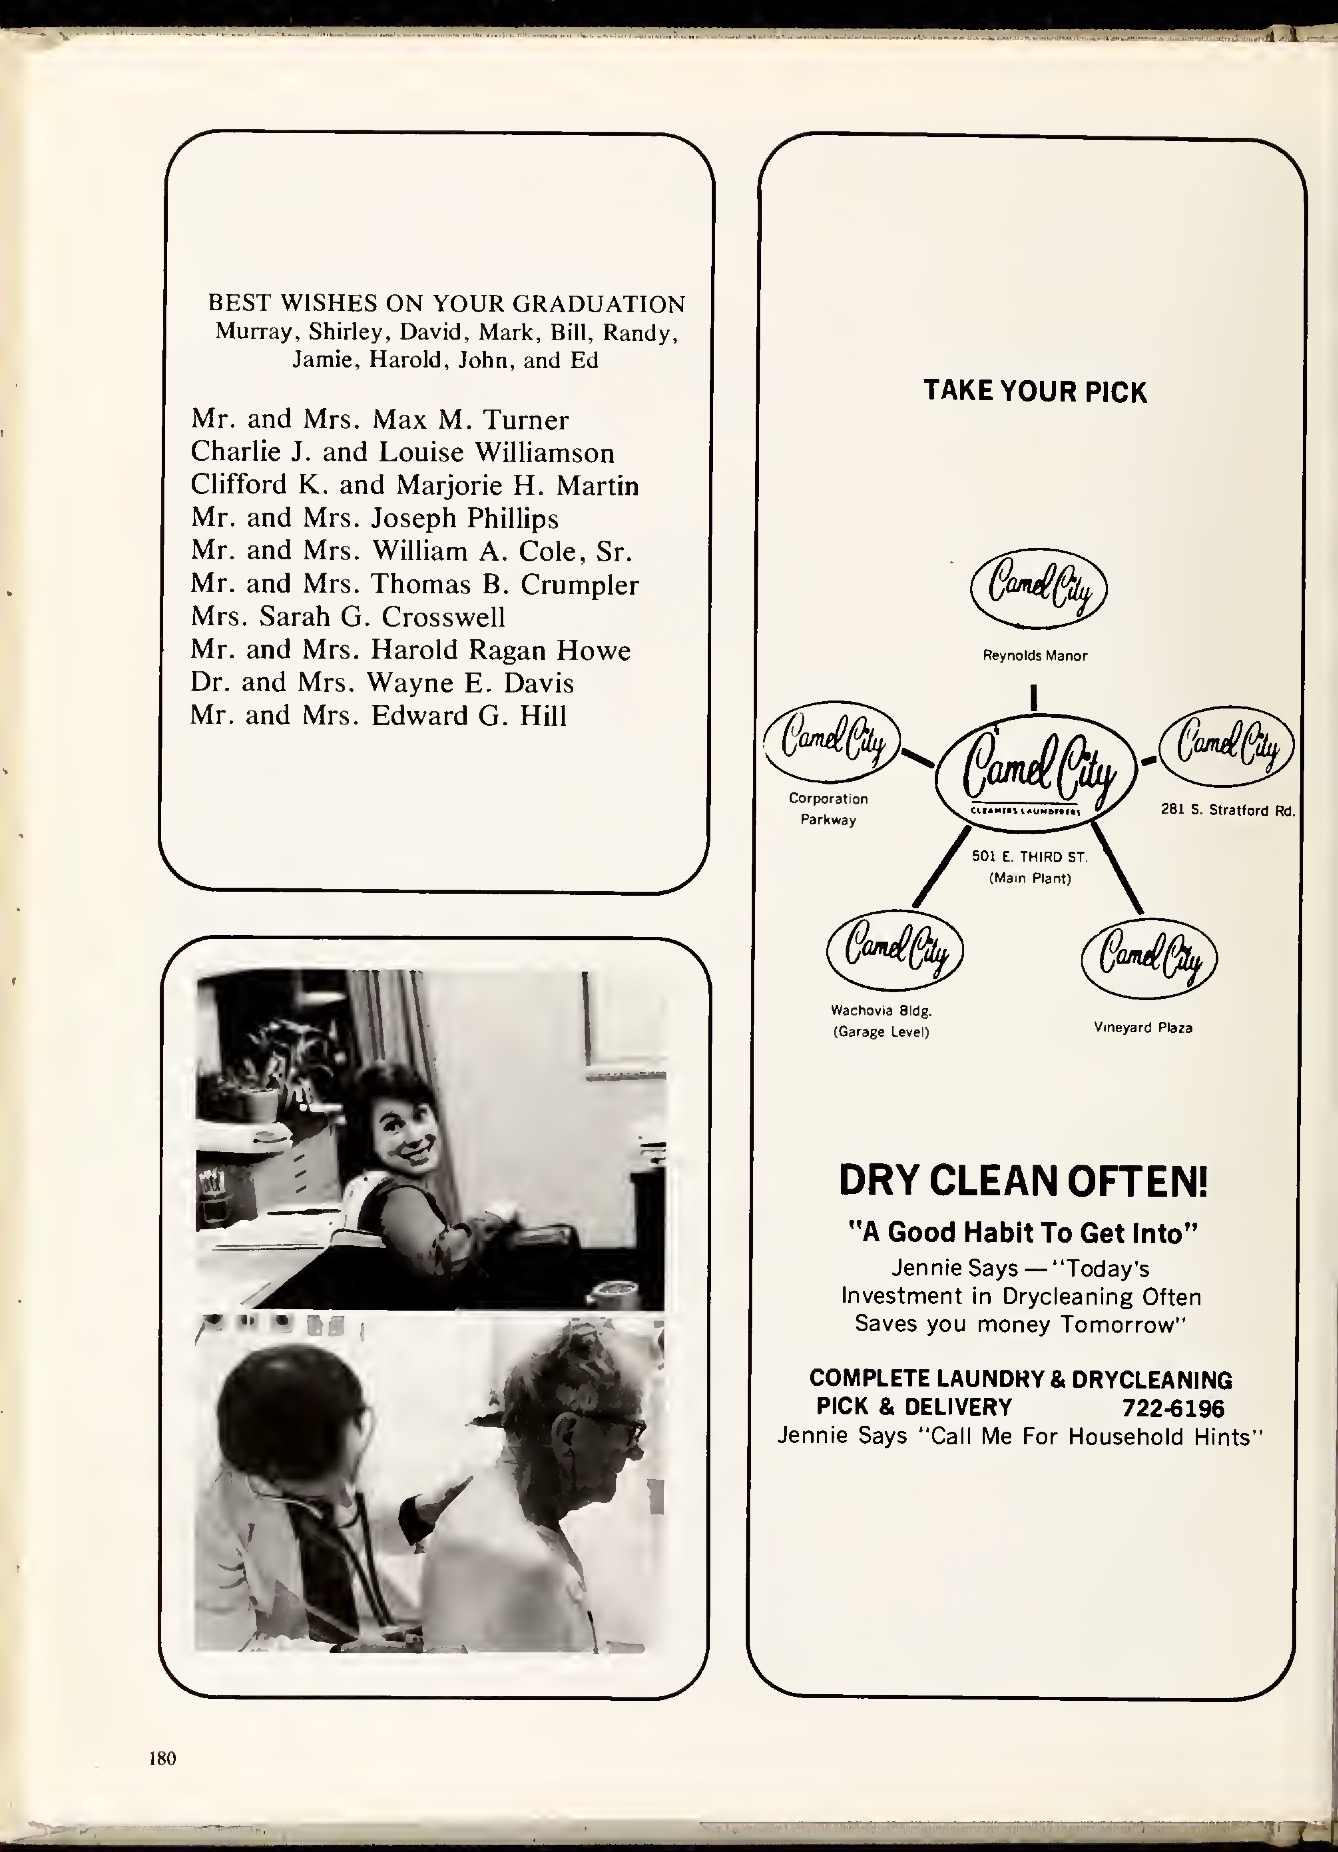 BEST WISHES ON YOUR GRADUATION
Murray, Shirley, David, Mark, Bill, Randy,
Jamie, Harold, John, and Ed
Mr. and Mrs. Max M. Turner
Charlie J. and Louise Williamson
Clifford K. and Marjorie H. Martin
Mr. and Mrs. Joseph Phillips
Mr. and Mrs. William A. Cole, Sr.
Mr. and Mrs. Thomas B. Crumpler
Mrs. Sarah G. Crosswell
Mr. and Mrs. Harold Ragan Howe
Dr. and Mrs. Wayne E. Davis
Mr. and Mrs. Edward G. Hill
TAKE YOUR PICK
Camel City
Reynolds Manor
Camel City
Corporation
Parkway
Camel City
CLEANERS LAUNDERERS
501 E. THIRD ST.
(Main Plant)
Camel City
281 S. Stratford Rd.
Camel City
Wachovia Bldg.
(Garage Level)
Camel City
Vineyard Plaza
DRY CLEAN OFTEN!
"A Good Habit To Get Into"
Jennie Says — "Today's
Investment in Drycleaning Often
Saves you money Tomorrow"
COMPLETE LAUNDRY & DRYCLEANING
PICK & DELIVERY 722-6196
Jennie Says "Call Me For Household Hints"
180